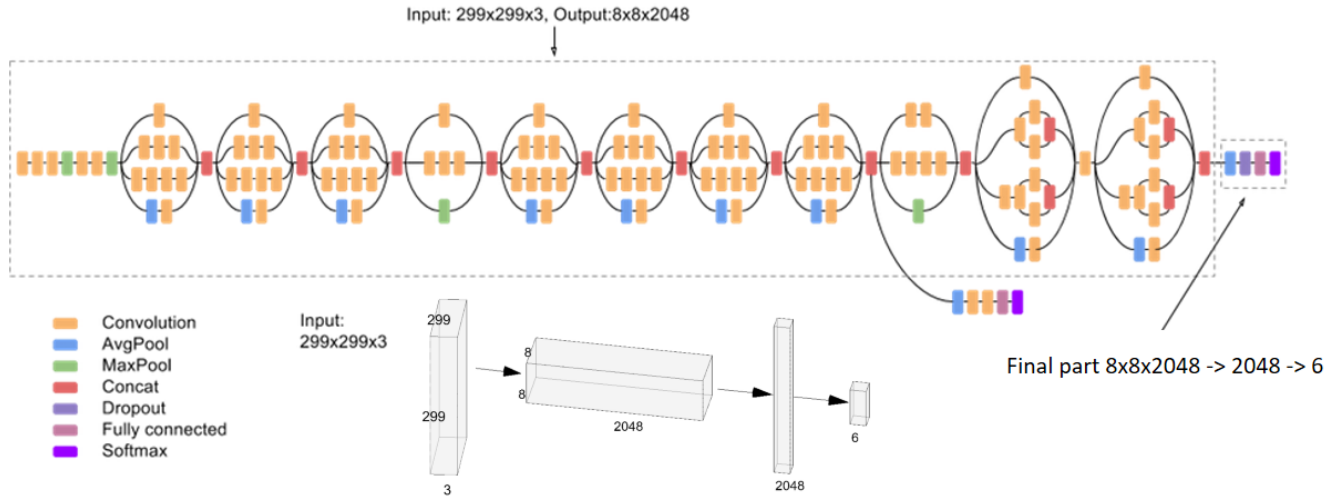 Input: 299x299x3, Output:8x8x2048
Convolution
AvgPool
MaxPool
Concat
Dropout
Fully connected
Softmax
Input:
299x299x3
299
299
3
8
8
2048
2048
6
Final part 8x8x2048 -> 2048 -> 6